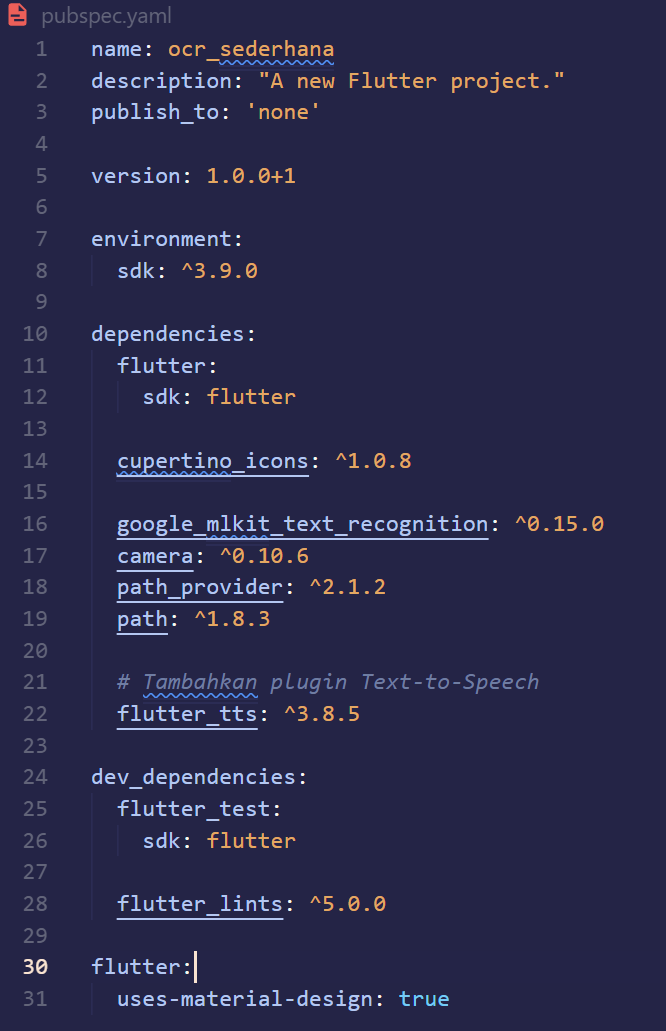 pubspec.yaml
1 name: ocr_sederhana
2 description: "A new Flutter project."
3 publish_to: 'none'
4
5 version: 1.0.0+1
6
7 environment:
8 sdk: ^3.9.0
9
10 dependencies:
11 flutter:
12 sdk: flutter
13
14 cupertino_icons: ^1.0.8
15
16 google_mlkit_text_recognition: ^0.15.0
17 camera: ^0.10.6
18 path_provider: ^2.1.2
19 path: ^1.8.3
20
21 # Tambahkan plugin Text-to-Speech
22 flutter_tts: ^3.8.5
23
24 dev_dependencies:
25 flutter_test:
26 sdk: flutter
27
28 flutter_lints: ^5.0.0
29
30 flutter:
31 uses-material-design: true